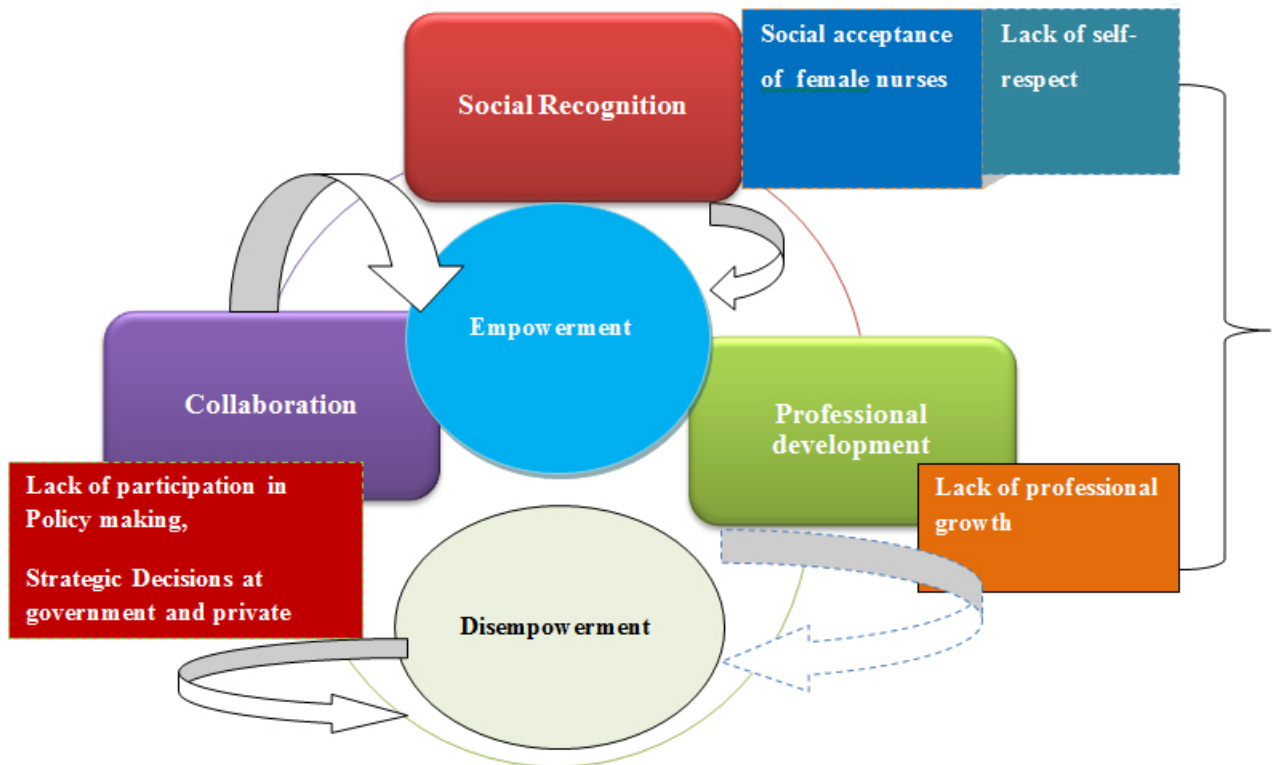 Social Recognition
Social acceptance
of female nurses
Lack of self-
respect
Empowerment
Collaboration
Professional
development
Lack of participation in
Policy making,
Strategic Decisions at
government and private
Lack of professional
growth
Disempowerment